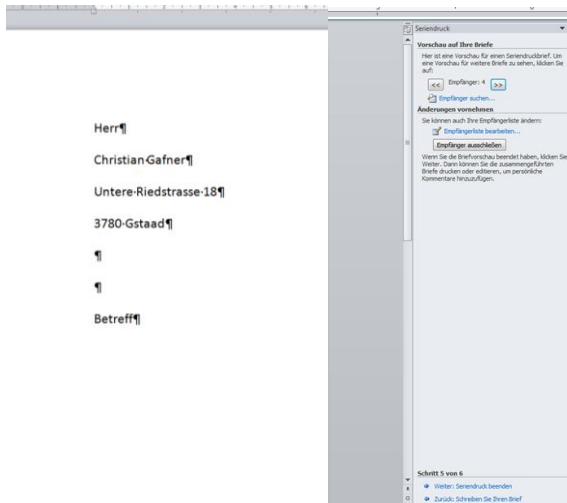 Herr¶
Christian·Gafner¶
Untere·Riedstrasse·18¶
3780·Gstaad¶
¶
¶
Betreff¶
Seriendruck
Vorschau auf Ihre Briefe
Hier ist eine Vorschau für einen Seriendruckbrief. Um
eine Vorschau für weitere Briefe zu sehen, klicken Sie
auf:
<< Empfänger: 4 >>
Empfänger suchen...
Änderungen vornehmen
Sie können auch Ihre Empfängerliste ändern:
Empfängerliste bearbeiten...
Empfänger ausschließen
Wenn Sie die Briefvorschau beendet haben, klicken Sie
Weiter. Dann können Sie die zusammengeführten
Briefe drucken oder editieren, um persönliche
Kommentare hinzuzufügen.
Schritt 5 von 6
Weiter: Seriendruck beenden
Zurück: Schreiben Sie Ihren Brief